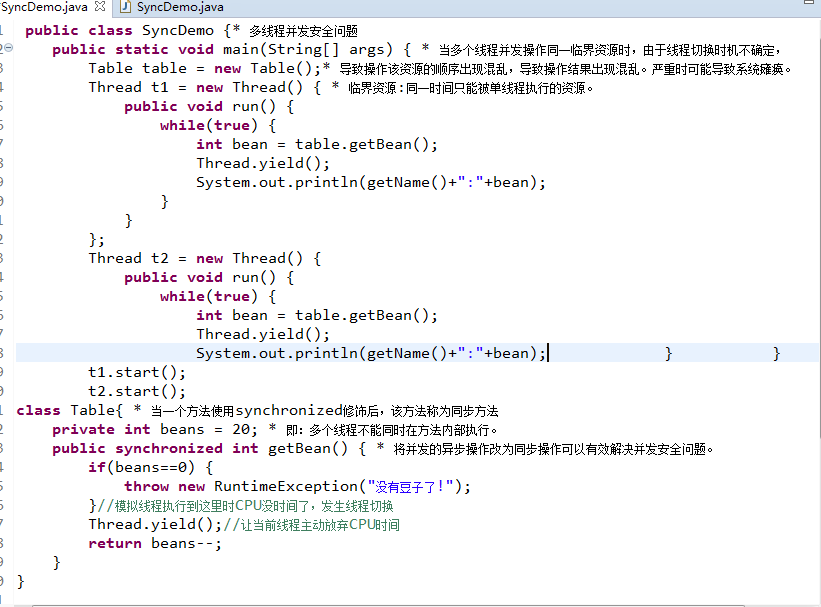 SyncDemo.java SyncDemo.java
public class SyncDemo {* 多线程并发安全问题
public static void main(String[] args) { * 当多个线程并发操作同一临界资源时，由于线程切换时机不确定，
Table table = new Table();* 导致操作该资源的顺序出现混乱，导致操作结果出现混乱。严重时可能导致系统瘫痪。
Thread t1 = new Thread() { * 临界资源:同一时间只能被单线程执行的资源。
public void run() {
while(true) {
int bean = table.getBean();
Thread.yield();
System.out.println(getName()+":"+bean);
}
}
};
Thread t2 = new Thread() {
public void run() {
while(true) {
int bean = table.getBean();
Thread.yield();
System.out.println(getName()+":"+bean); } }
t1.start();
t2.start();
class Table{ * 当一个方法使用synchronized修饰后，该方法称为同步方法
private int beans = 20; * 即：多个线程不能同时在方法内部执行。
public synchronized int getBean() { * 将并发的异步操作改为同步操作可以有效解决并发安全问题。
if(beans==0) {
throw new RuntimeException("没有豆子了!");
}//模拟线程执行到这里时CPU没时间了，发生线程切换
Thread.yield();//让当前线程主动放弃CPU时间
return beans--;
}
}